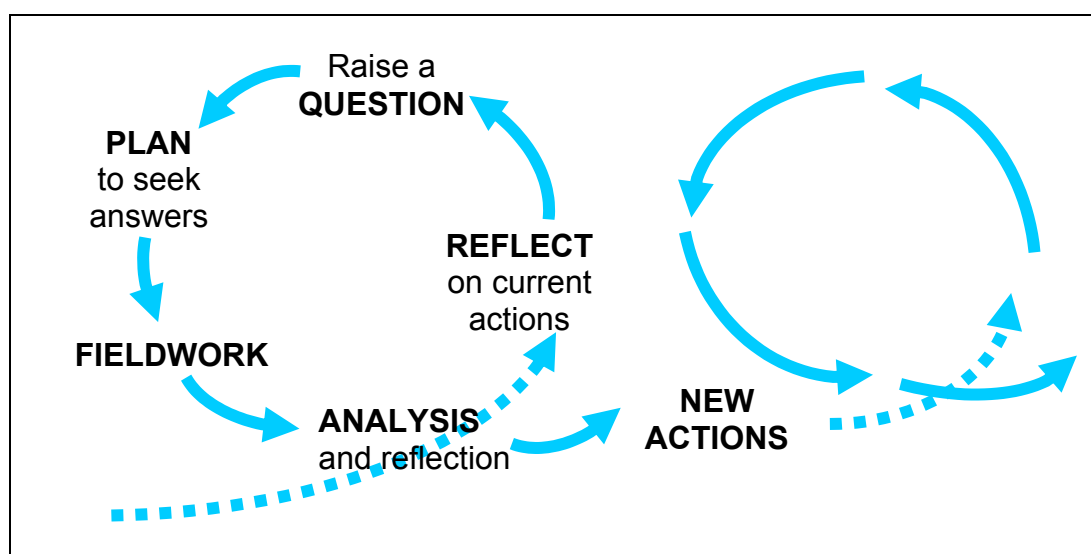 Raise a
QUESTION
PLAN
to seek
answers
FIELDWORK
ANALYSIS
and reflection
REFLECT
on current
actions
NEW
ACTIONS